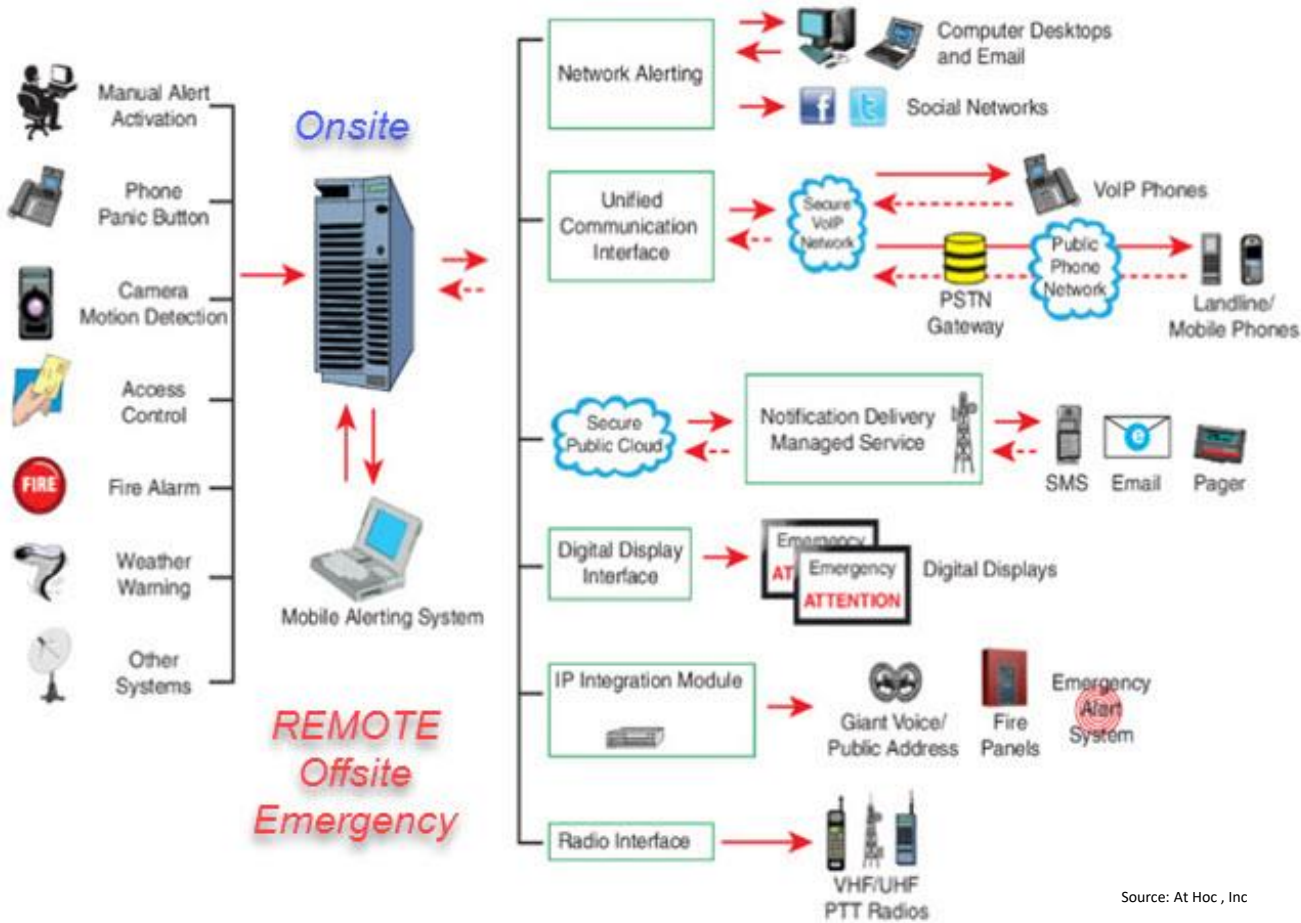 Manual Alert
Activation
Phone
Panic Button
Camera
Motion Detection
Access
Control
FIRE
Fire Alarm
Weather
Warning
Other
Systems
Onsite
Mobile Alerting System
REMOTE
Offsite
Emergency
Network Alerting
Computer Desktops
and Email
f
t
Social Networks
Unified
Communication
Interface
Secure
VoIP
Network
VoIP Phones
PSTN
Gateway
Public
Phone
Network
Landline/
Mobile Phones
Secure
Public Cloud
Notification Delivery
Managed Service
SMS
e
Email
Pager
Digital Display
Interface
Emergency
AT
Emergency
ATTENTION
Digital Displays
IP Integration Module
Giant Voice/
Public Address
Fire
Panels
Emergency
Alert
System
Radio Interface
VHF/UHF
PTT Radios
Source: At Hoc , Inc